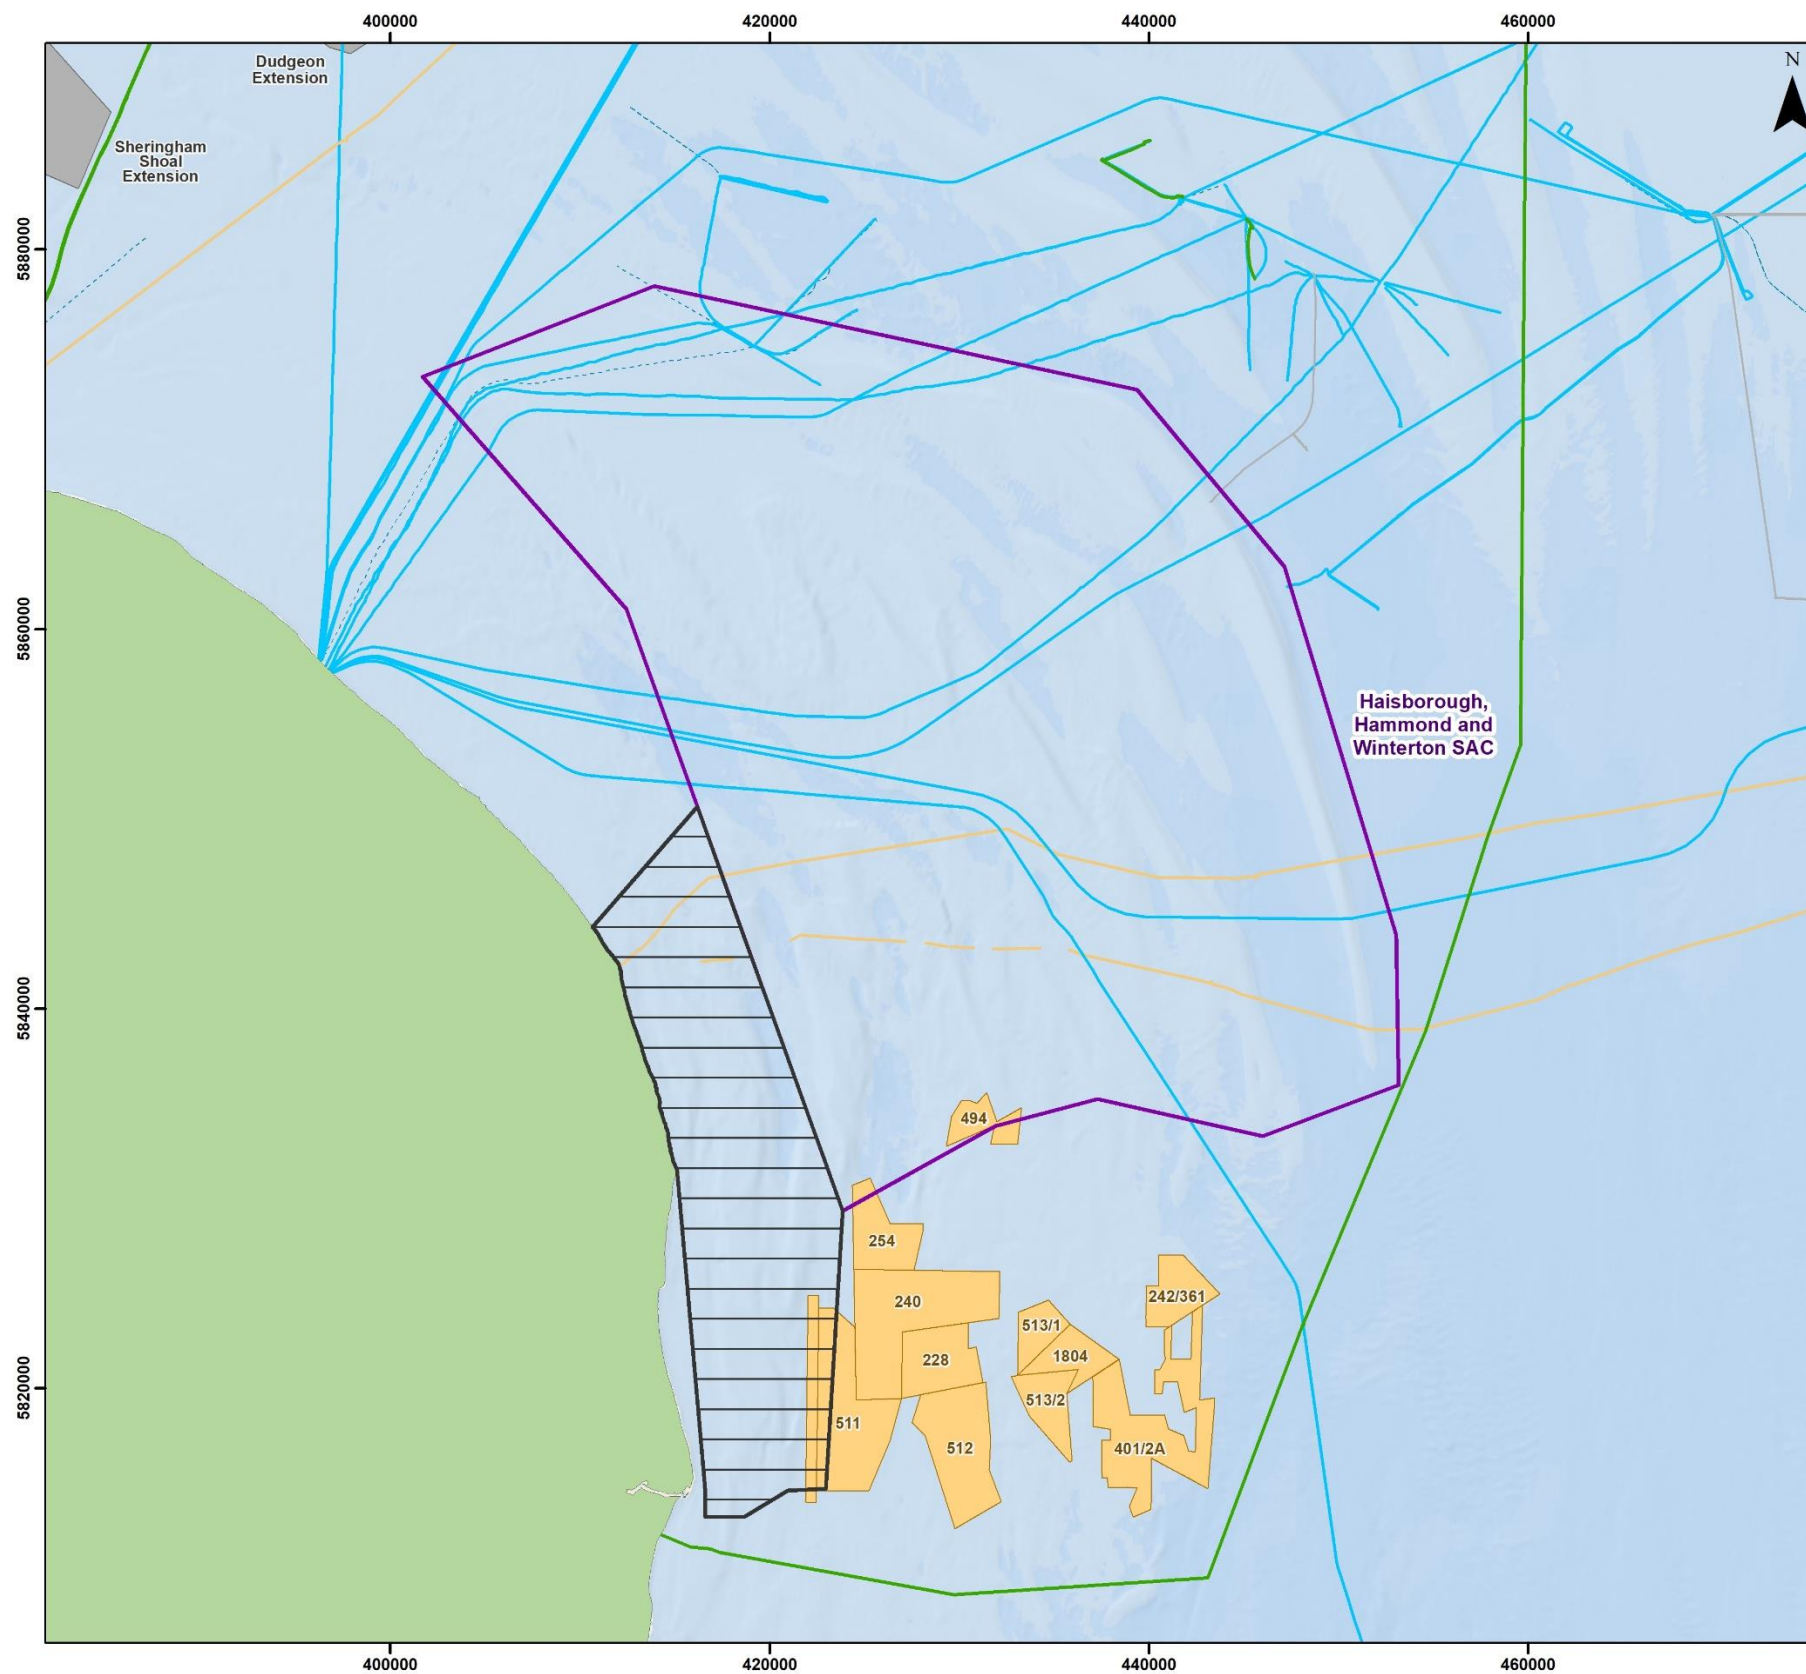 400000
420000
440000
460000
Dudgeon
Extension
N
Sheringham
Shoal
Extension
5880000
5860000
Haisborough,
Hammond and
Winterton SAC
5840000
494
254
240
242/361
513/1
228
1804
5820000
513/2
511
512
401/2A
400000
420000
440000
460000